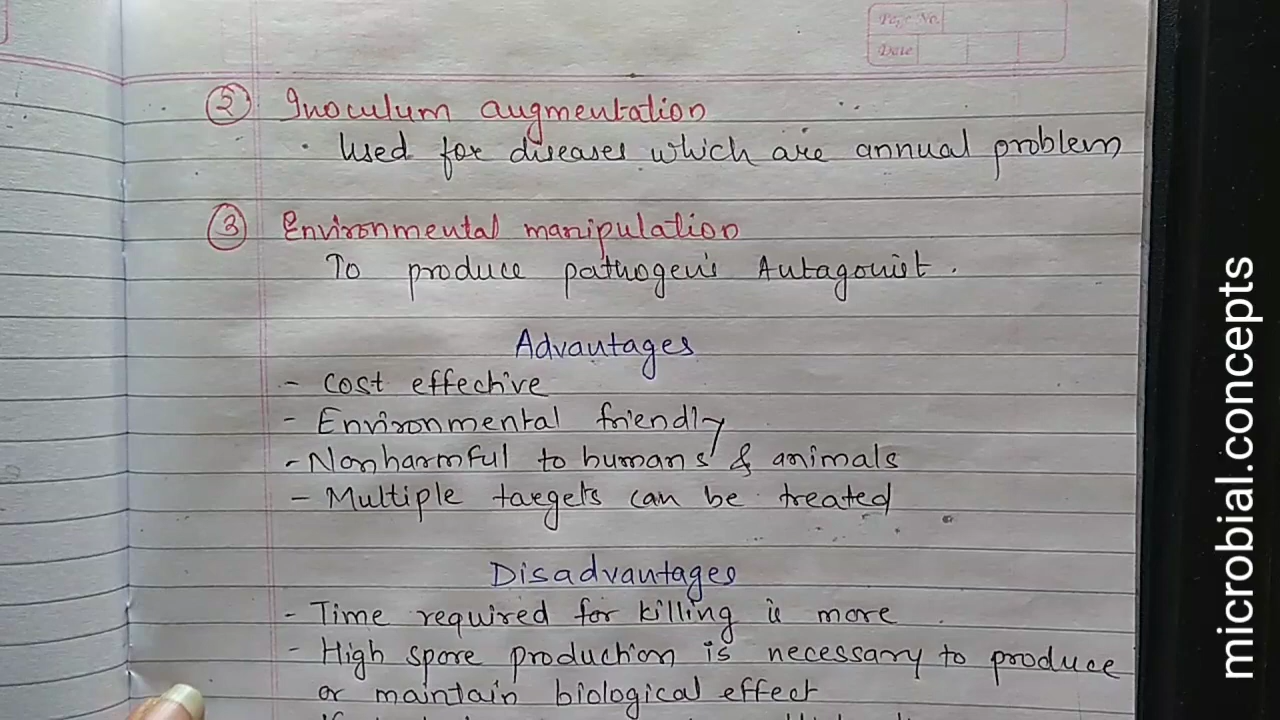 Page No.
Date
② Inoculum augmentation
· Used for diseases which are annual problem
③ Environmental manipulation
To produce pathogen's Antagonist.
Advantages
- Cost effective
- Environmental friendly
- Nonharmful to humans & animals
- Multiple targets can be treated
Disadvantages
- Time required for killing is more
- High spore production is necessary to produce
or maintain biological effect
microbial.concepts